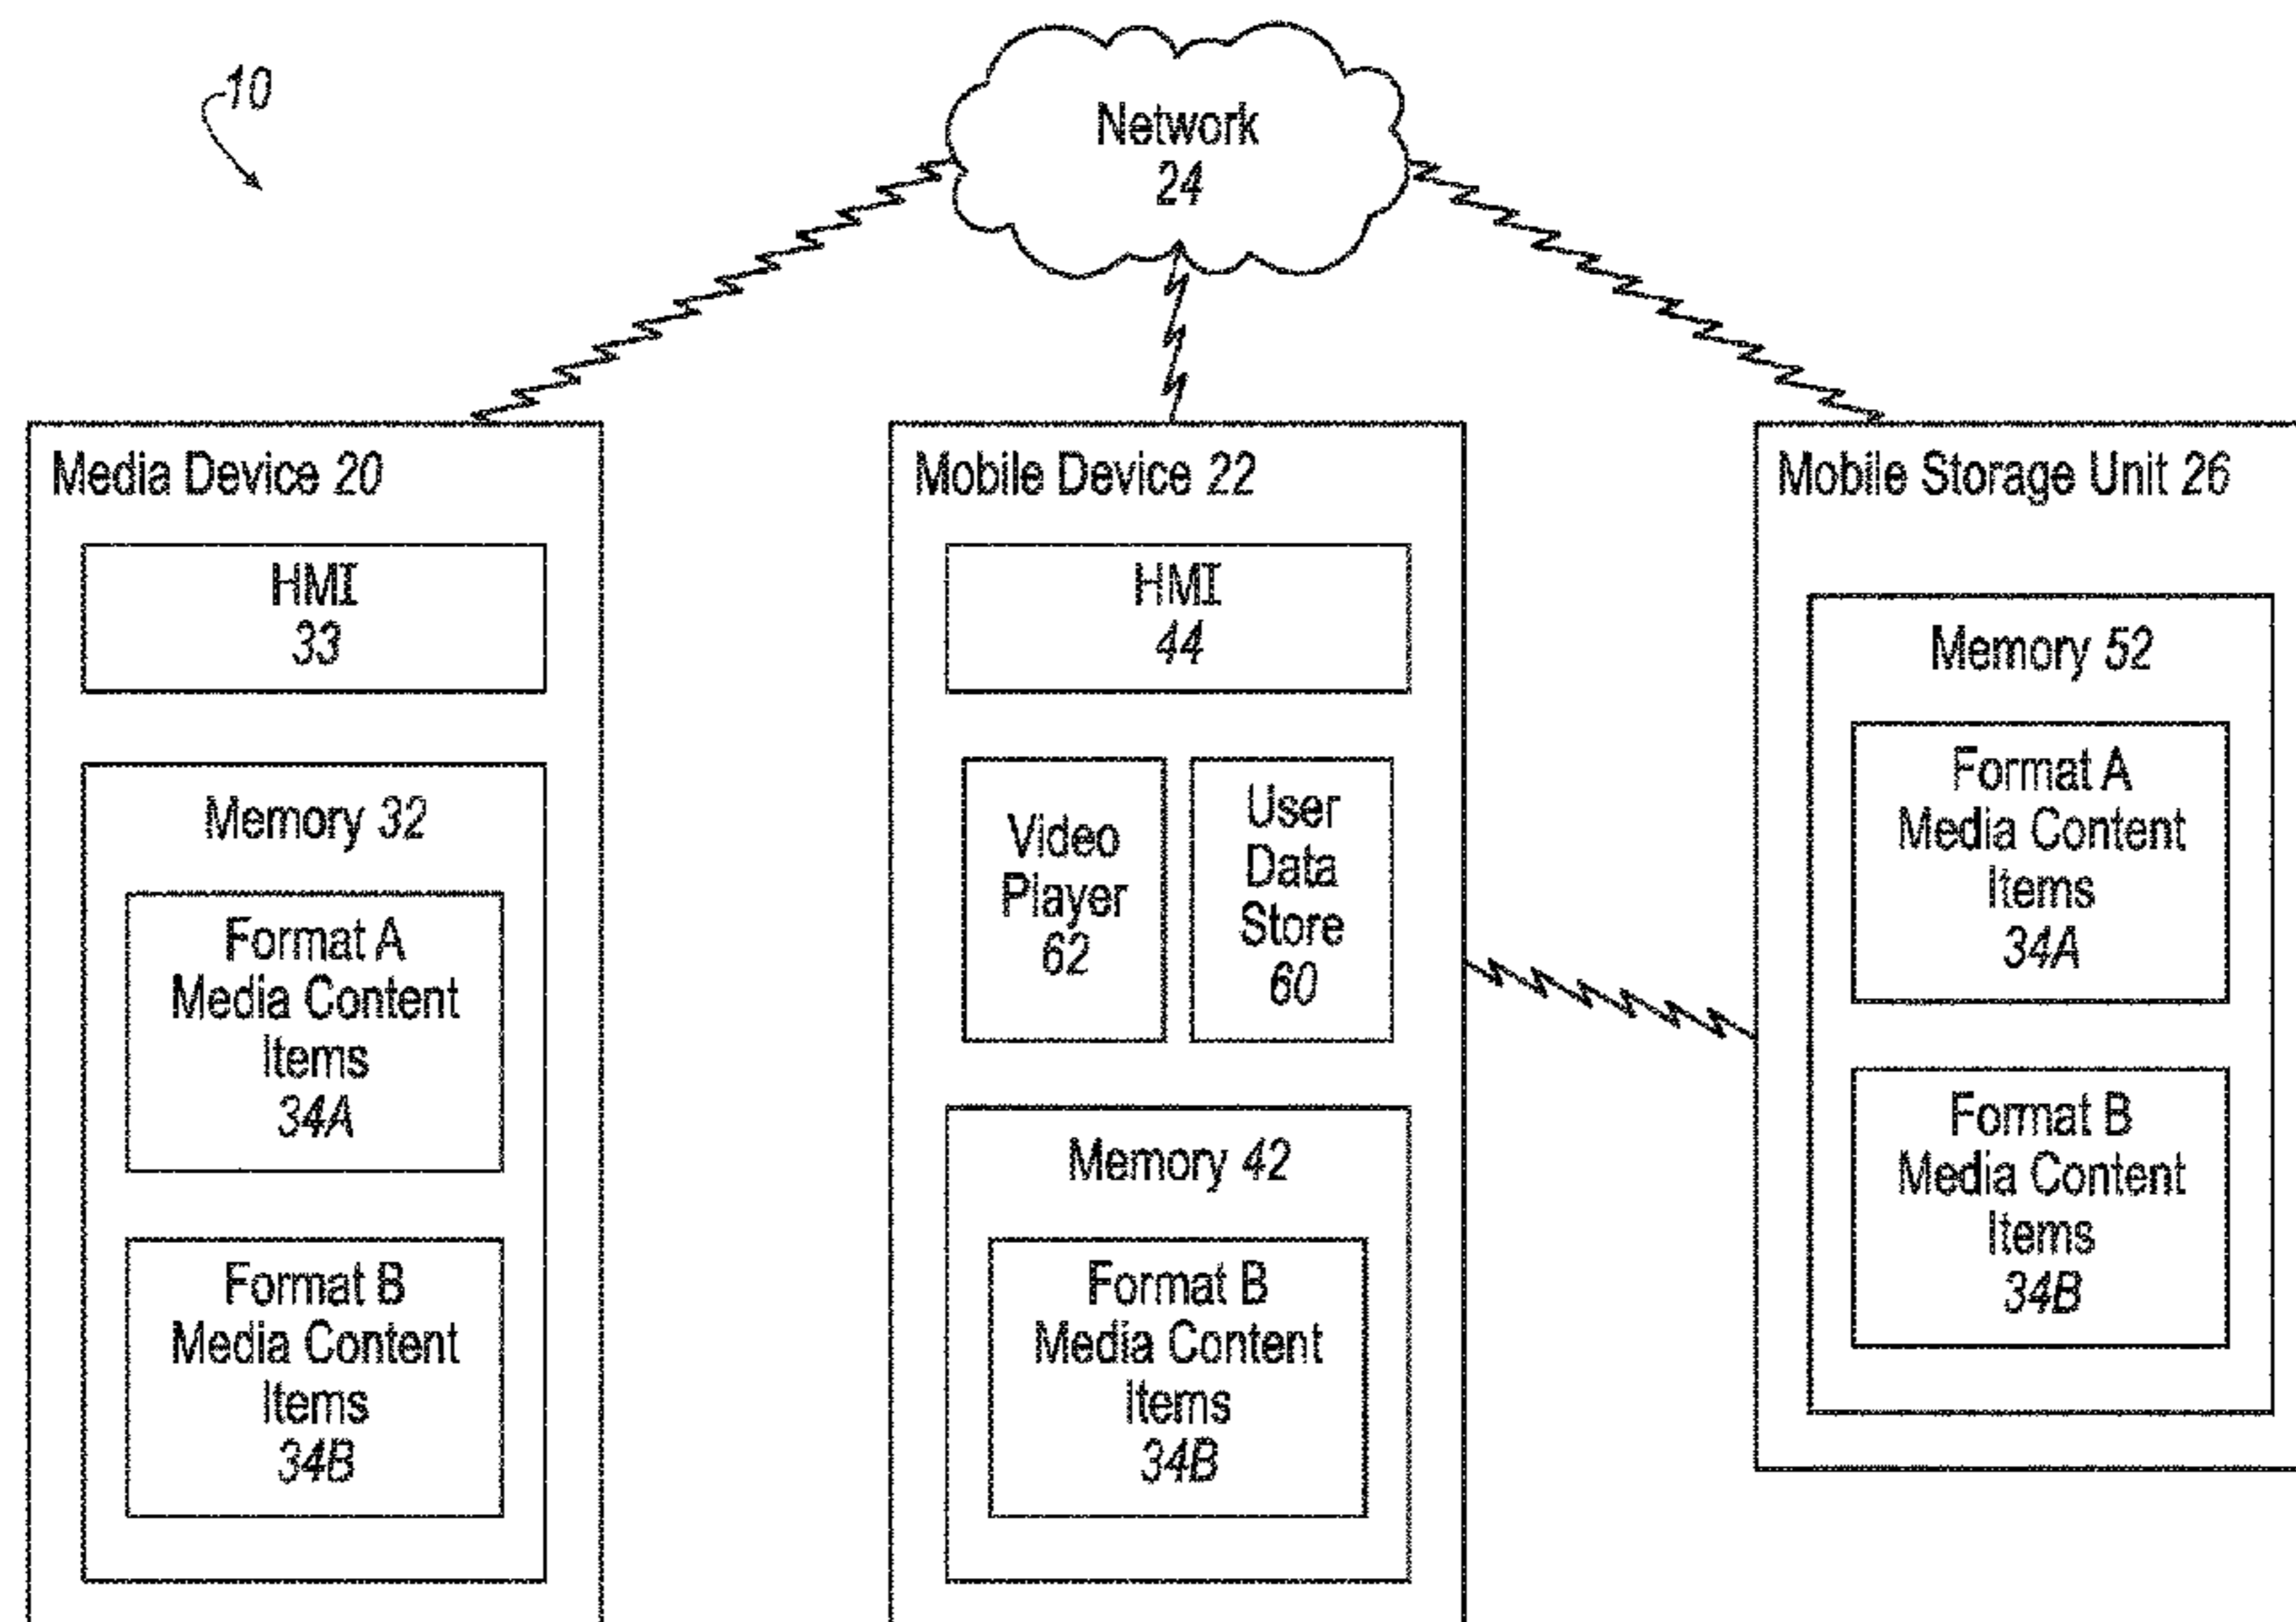 10
Network
24
Media Device 20
HMI
33
Memory 32
Format A
Media Content
Items
34A
Format B
Media Content
Items
34B
Mobile Device 22
HMI
44
Video
Player
62
User
Data
Store
60
Memory 42
Format B
Media Content
Items
34B
Mobile Storage Unit 26
Memory 52
Format A
Media Content
Items
34A
Format B
Media Content
Items
34B